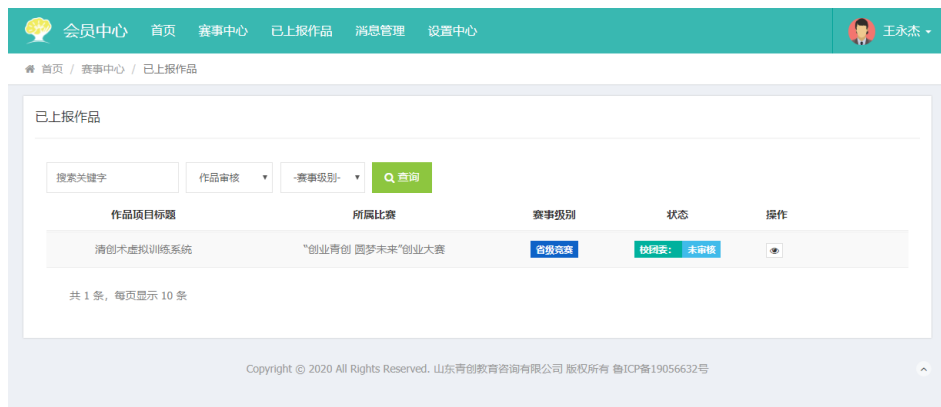 会员中心 首页 赛事中心 已上报作品 消息管理 设置中心 王永杰
首页 / 赛事中心 / 已上报作品
已上报作品
搜索关键字 作品审核 -赛事级别- 查询
作品项目标题 所属比赛 赛事级别 状态 操作
清创术虚拟训练系统 “创业青创 圆梦未来”创业大赛 省级竞赛 校团委： 未审核
共 1 条，每页显示 10 条
Copyright © 2020 All Rights Reserved. 山东青创教育咨询有限公司 版权所有 鲁ICP备19056632号